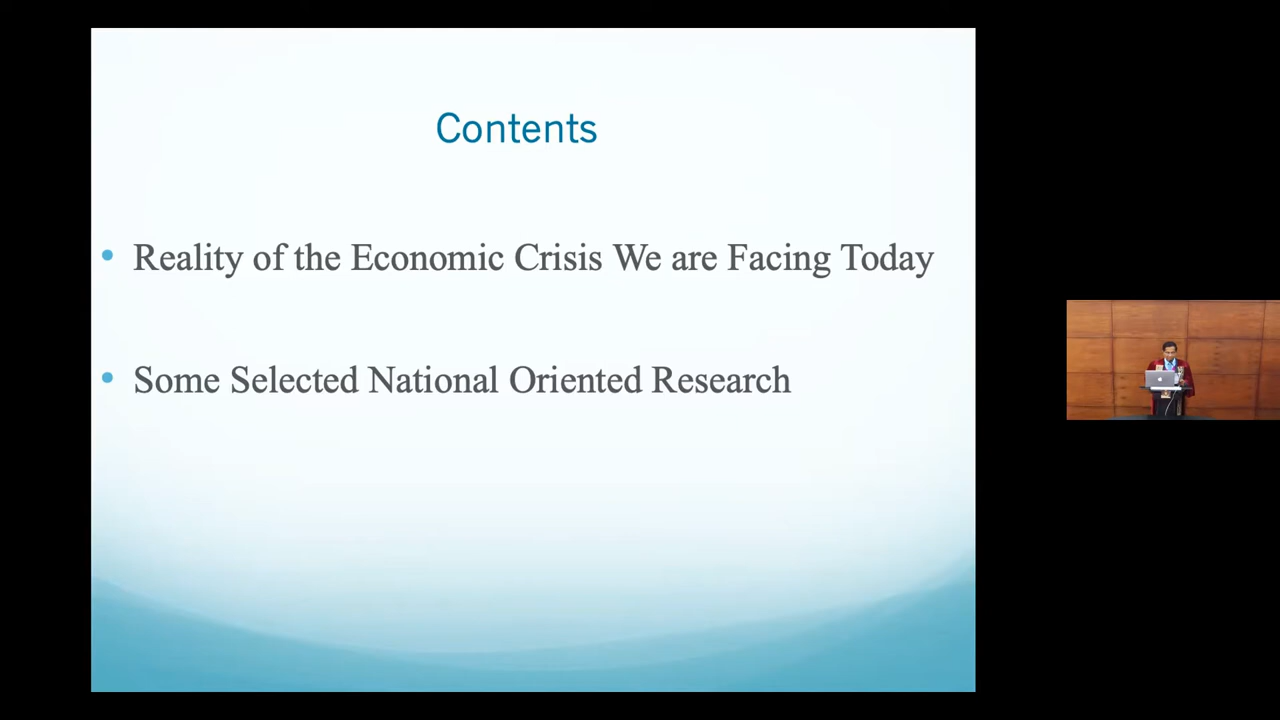 Contents
Reality of the Economic Crisis We are Facing Today
Some Selected National Oriented Research